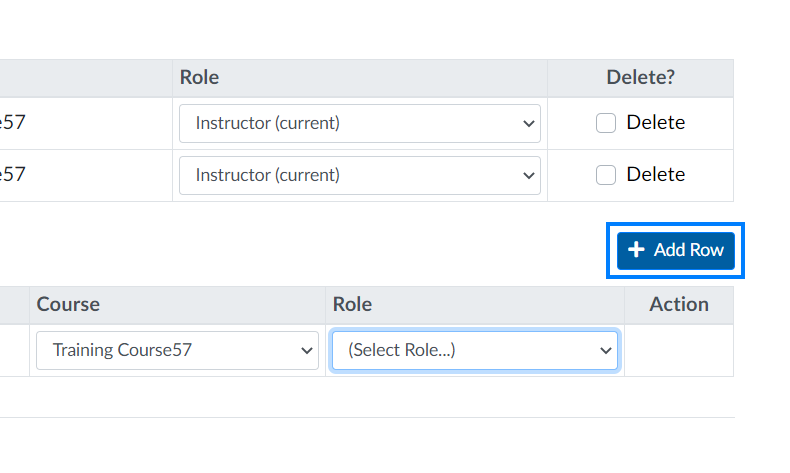 Role Delete?
e57 Instructor (current) Delete
e57 Instructor (current) Delete
Add Row
Course Role Action
Training Course57 (Select Role...)